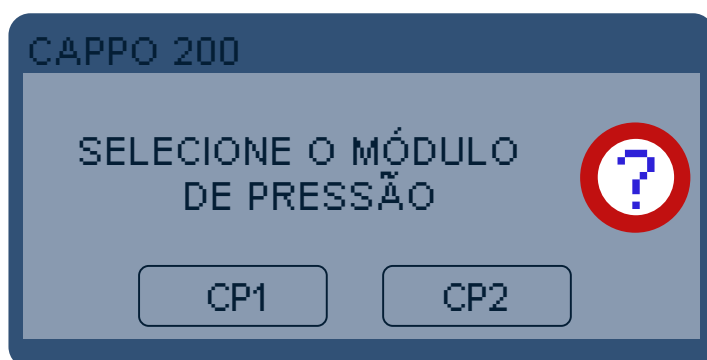 CAPPO 200
SELECIONE O MÓDULO
DE PRESSÃO
?
CP1 CP2